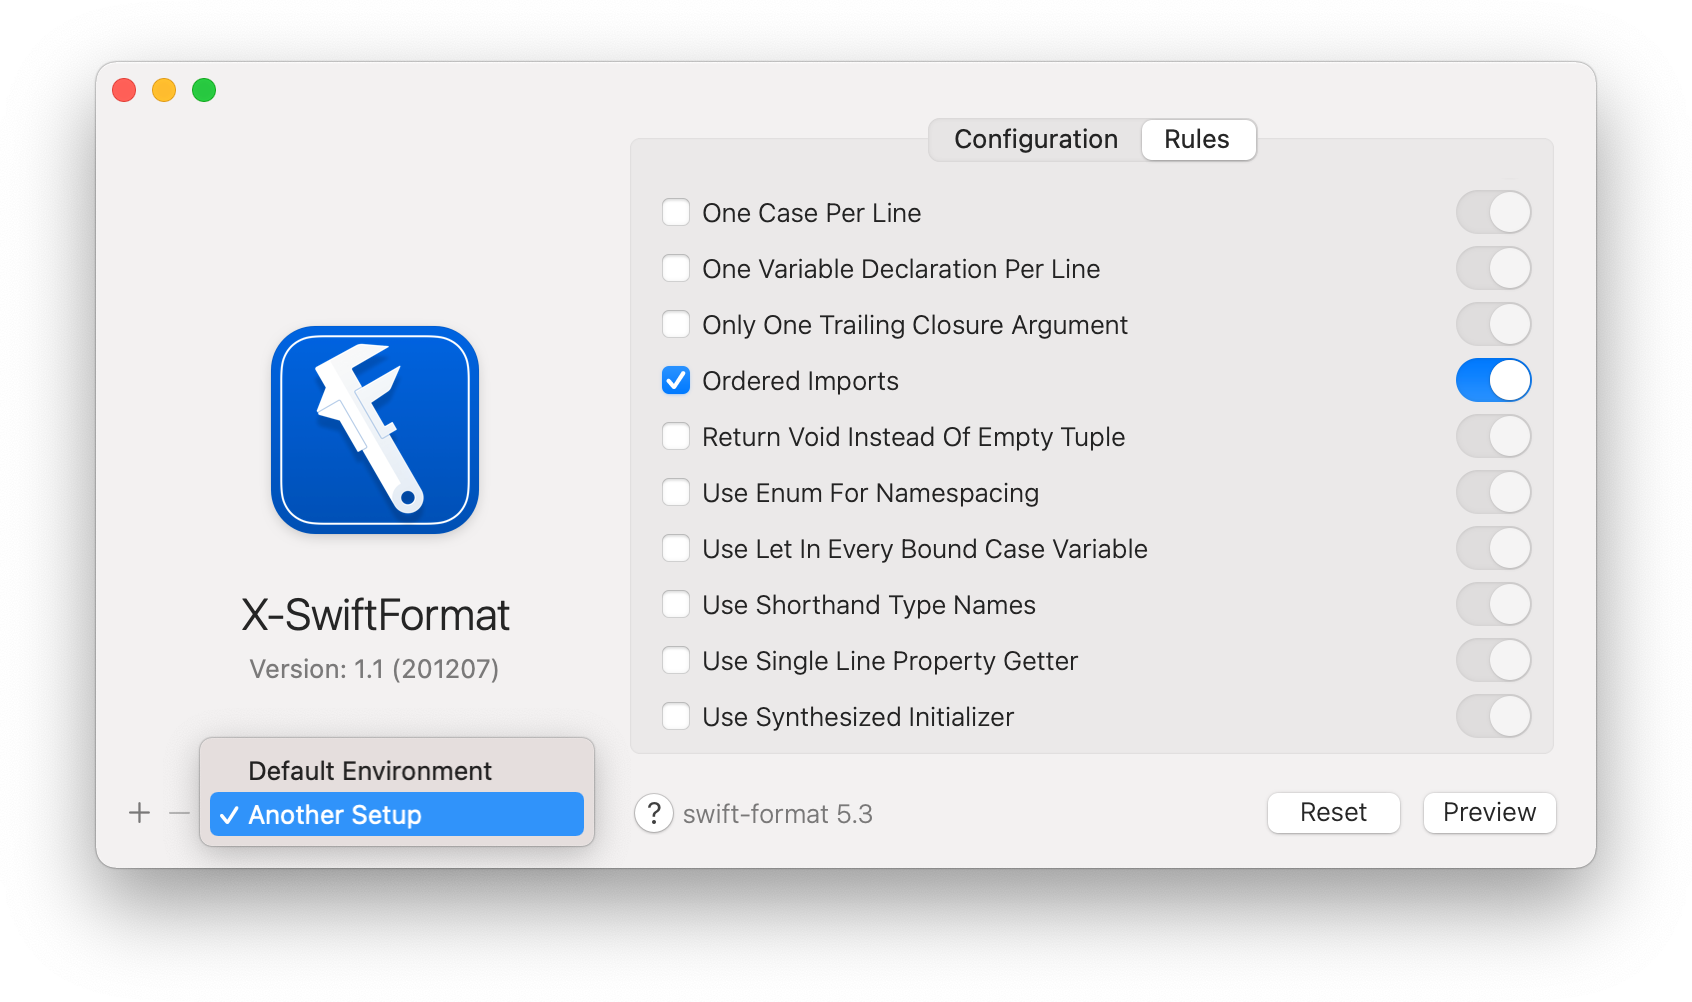 Configuration
Rules
One Case Per Line
One Variable Declaration Per Line
Only One Trailing Closure Argument
Ordered Imports
Return Void Instead Of Empty Tuple
Use Enum For Namespacing
Use Let In Every Bound Case Variable
Use Shorthand Type Names
Use Single Line Property Getter
Use Synthesized Initializer
X-SwiftFormat
Version: 1.1 (201207)
Default Environment
Another Setup
? swift-format 5.3
Reset
Preview